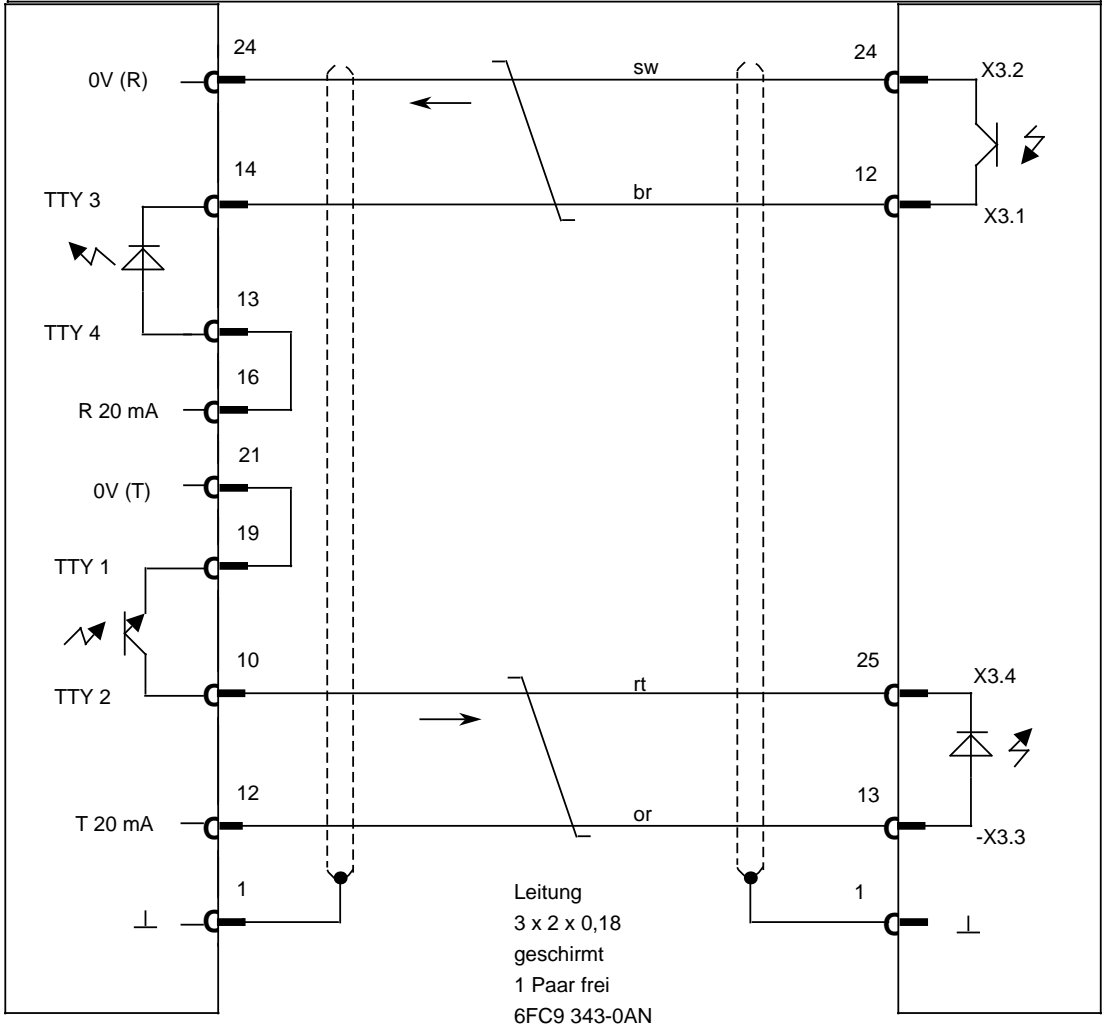 24
24
0V (R)
sw
X3.2
14
12
TTY 3
br
X3.1
13
TTY 4
16
R 20 mA
21
0V (T)
19
TTY 1
10
25
TTY 2
rt
X3.4
12
13
T 20 mA
or
-X3.3
1
1
Leitung
3 x 2 x 0,18
geschirmt
1 Paar frei
6FC9 343-0AN